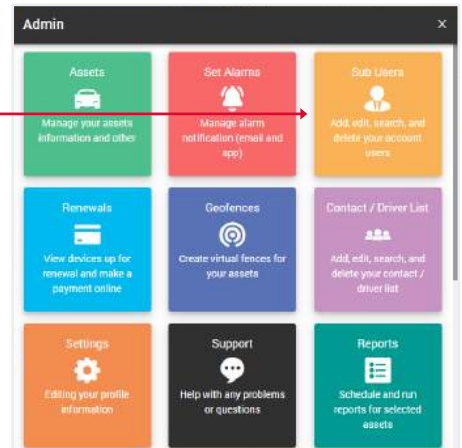 Admin
×
Assets
Manage your assets
information and other
Set Alarms
Manage alarm
notification (email and
app)
Sub Users
Add, edit, search, and
delete your account
users
Renewals
View devices up for
renewal and make a
payment online
Geofences
Create virtual fences for
your assets
Contact / Driver List
Add, edit, search, and
delete your contact /
driver list
Settings
Editing your profile
information
Support
Help with any problems
or questions
Reports
Schedule and run
reports for selected
assets